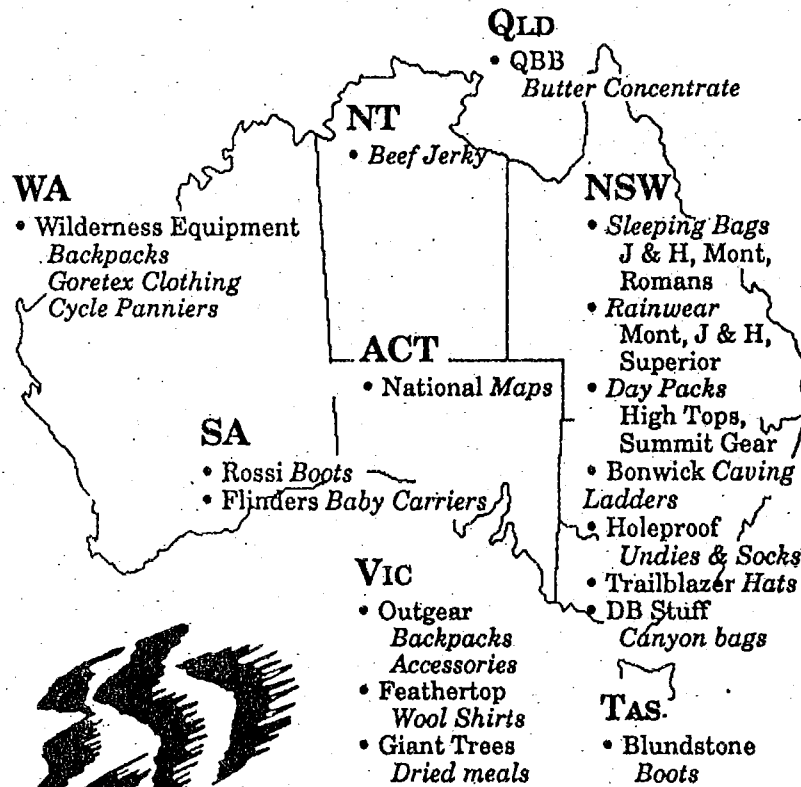 QLD
• QBB
Butter Concentrate
NT
• Beef Jerky
WA
• Wilderness Equipment
Backpacks
Goretex Clothing
Cycle Panniers
NSW
• Sleeping Bags
J & H, Mont,
Romans
• Rainwear
Mont, J & H,
Superior
• Day Packs
High Tops,
Summit Gear
• Bonwick Caving
Ladders
• Holeproof
Undies & Socks
• Trailblazer Hats
• DB Stuff
Canyon bags
ACT
• National Maps
SA
• Rossi Boots
• Flinders Baby Carriers
VIC
• Outgear
Backpacks
Accessories
• Feathertop
Wool Shirts
• Giant Trees
Dried meals
TAS.
• Blundstone
Boots